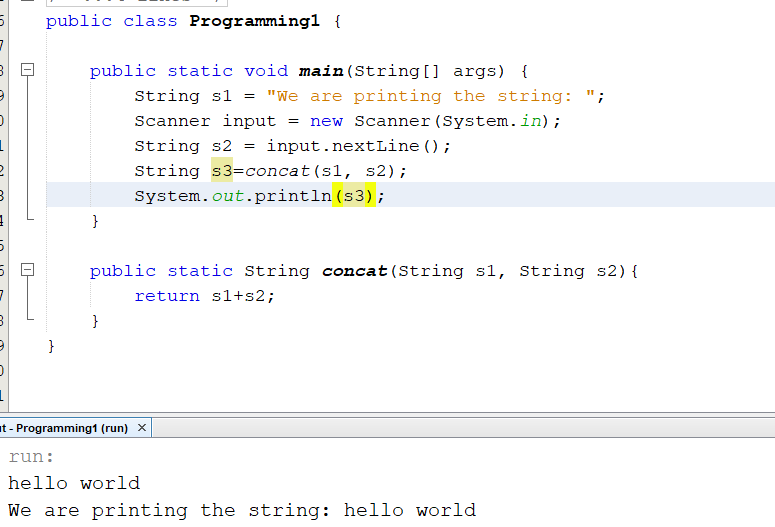 public class Programming1 {
public static void main(String[] args) {
String s1 = "We are printing the string: ";
Scanner input = new Scanner(System.in);
String s2 = input.nextLine();
String s3=concat(s1, s2);
System.out.println(s3);
}
public static String concat(String s1, String s2){
return s1+s2;
}
}
- Programming1 (run) ×
run:
hello world
We are printing the string: hello world